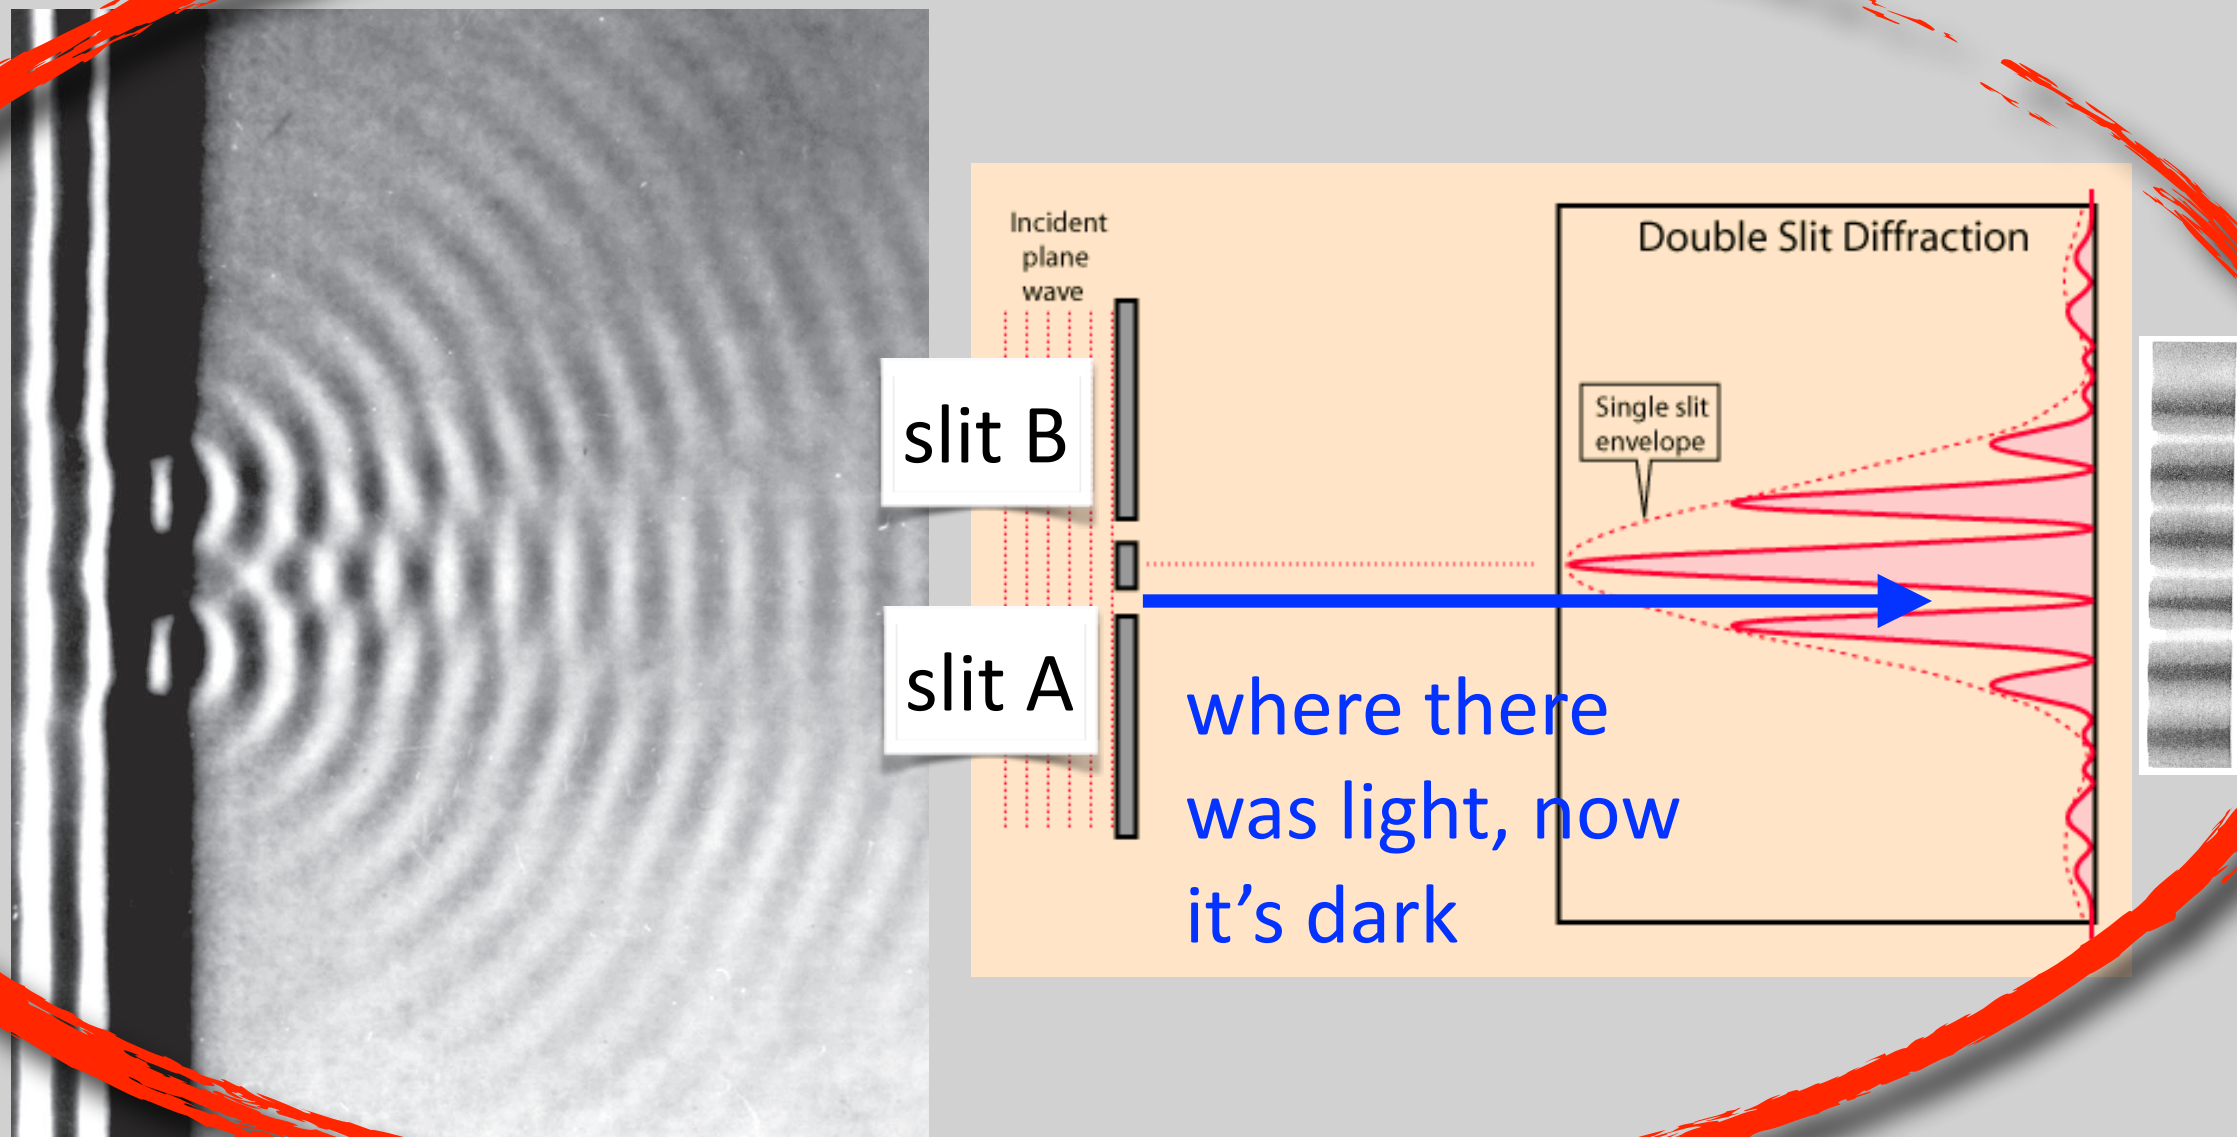 Incident
plane
wave
Double Slit Diffraction
slit B
Single slit
envelope
slit A
where there
was light, now
it’s dark